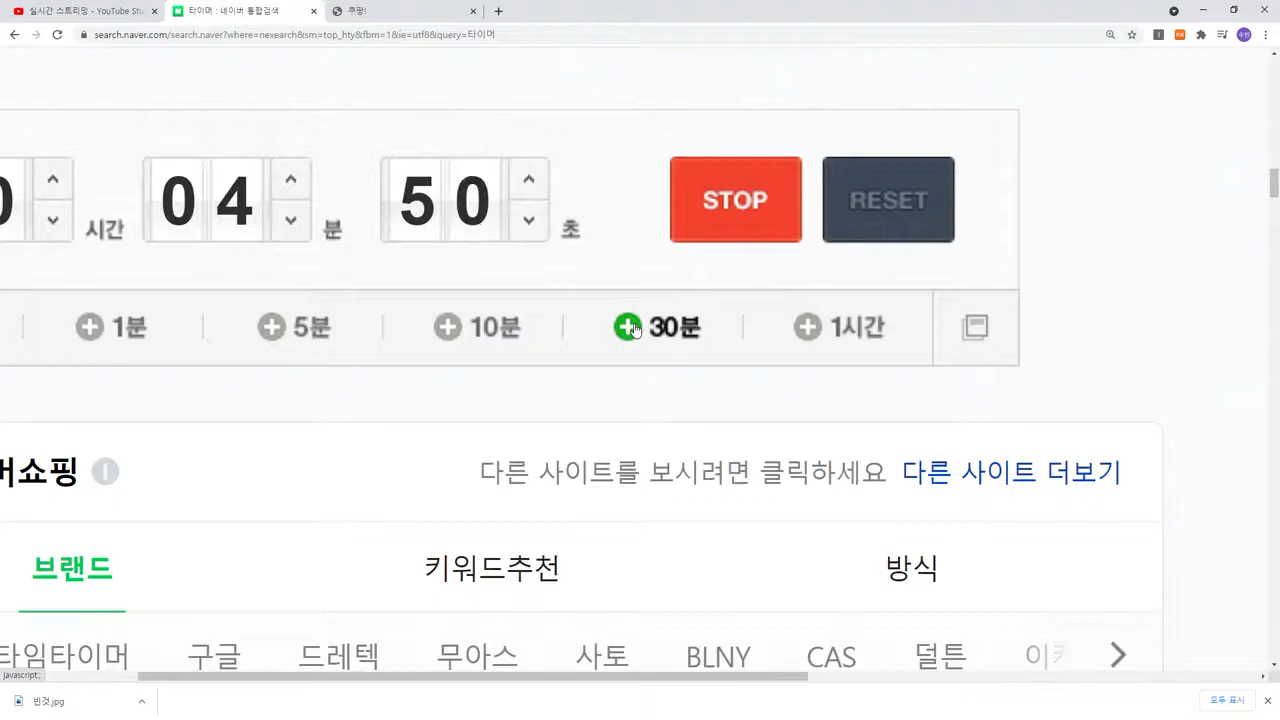 실시간 스트리밍 - YouTube Stu
타이머 : 네이버 통합검색
쿠팡!
search.naver.com/search.naver?where=nexearch&sm=top_hty&fbm=1&ie=utf8&query=타이머
수빈
0 시간 04 분 50 초
STOP
RESET
1분
5분
10분
30분
1시간
버쇼핑
다른 사이트를 보시려면 클릭하세요 다른 사이트 더보기
브랜드
키워드추천
방식
타임타이머
구글
드레텍
무아스
사토
BLNY
CAS
덜튼
javascript:;
빈것.jpg
모두 표시